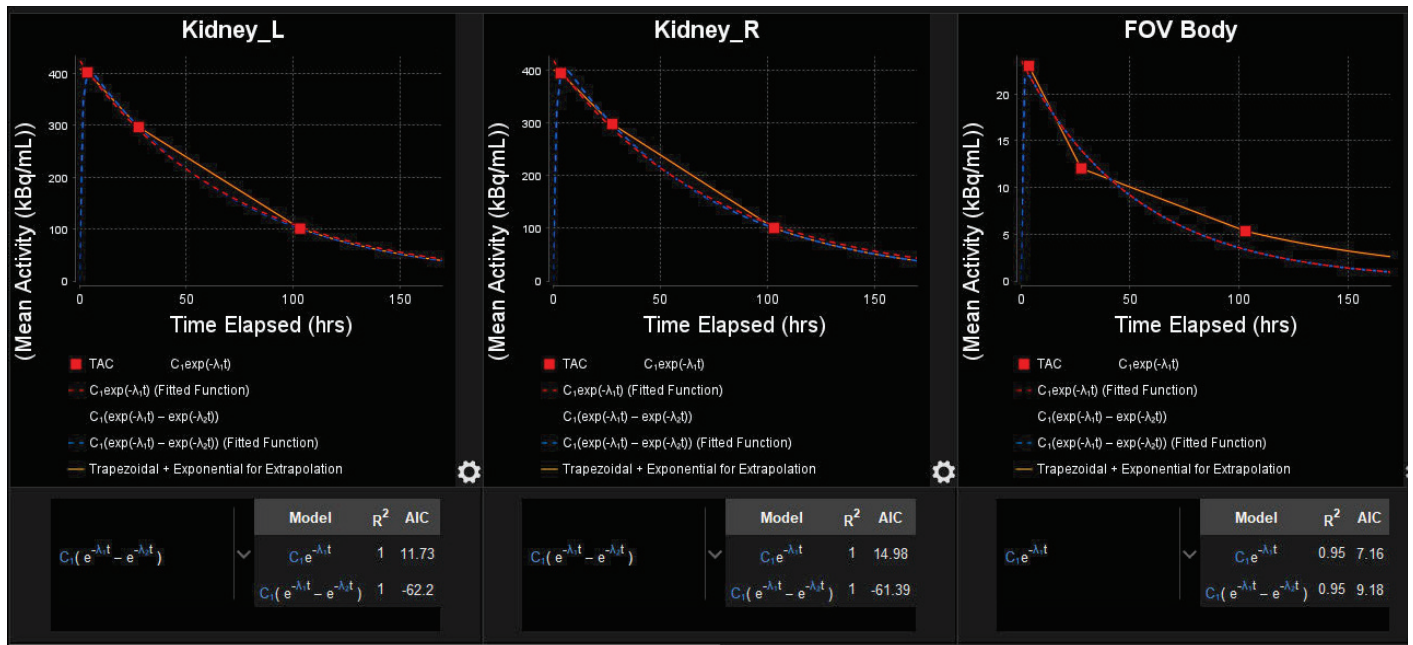 Kidney_L
(Mean Activity (kBq/mL))
400
300
200
100
0
0 50 100 150
Time Elapsed (hrs)
TAC C₁exp(-λ₁t)
C₁exp(-λ₁t) (Fitted Function)
C₁(exp(-λ₁t) – exp(-λ₂t))
C₁(exp(-λ₁t) – exp(-λ₂t)) (Fitted Function)
Trapezoidal + Exponential for Extrapolation
C₁( e^-λ₁t – e^-λ₂t)
Model R² AIC
C₁e^-λ₁t 1 11.73
C₁( e^-λ₁t – e^-λ₂t) 1 -62.2
Kidney_R
(Mean Activity (kBq/mL))
400
300
200
100
0
0 50 100 150
Time Elapsed (hrs)
TAC C₁exp(-λ₁t)
C₁exp(-λ₁t) (Fitted Function)
C₁(exp(-λ₁t) – exp(-λ₂t))
C₁(exp(-λ₁t) – exp(-λ₂t)) (Fitted Function)
Trapezoidal + Exponential for Extrapolation
C₁( e^-λ₁t – e^-λ₂t)
Model R² AIC
C₁e^-λ₁t 1 14.98
C₁( e^-λ₁t – e^-λ₂t) 1 -61.39
FOV Body
(Mean Activity (kBq/mL))
20
15
10
5
0
0 50 100 150
Time Elapsed (hrs)
TAC C₁exp(-λ₁t)
C₁exp(-λ₁t) (Fitted Function)
C₁(exp(-λ₁t) – exp(-λ₂t))
C₁(exp(-λ₁t) – exp(-λ₂t)) (Fitted Function)
Trapezoidal + Exponential for Extrapolation
C₁e^-λ₁t
Model R² AIC
C₁e^-λ₁t 0.95 7.16
C₁( e^-λ₁t – e^-λ₂t) 0.95 9.18